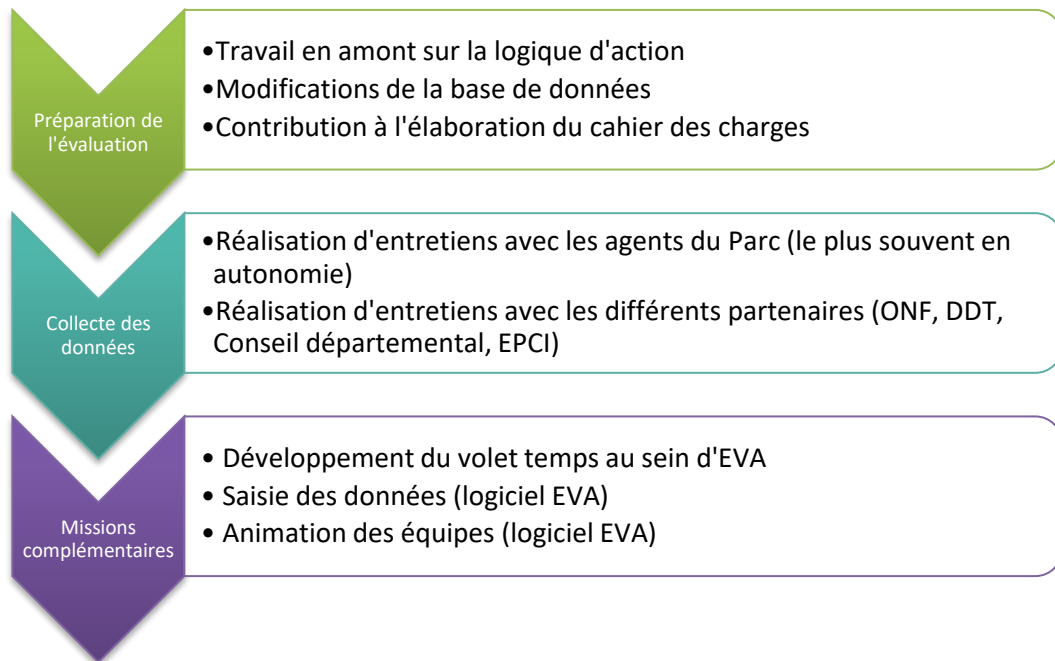 Préparation de
l'évaluation
•Travail en amont sur la logique d'action
•Modifications de la base de données
•Contribution à l'élaboration du cahier des charges
Collecte des
données
•Réalisation d'entretiens avec les agents du Parc (le plus souvent en
autonomie)
•Réalisation d'entretiens avec les différents partenaires (ONF, DDT,
Conseil départemental, EPCI)
Missions
complémentaires
• Développement du volet temps au sein d'EVA
• Saisie des données (logiciel EVA)
• Animation des équipes (logiciel EVA)